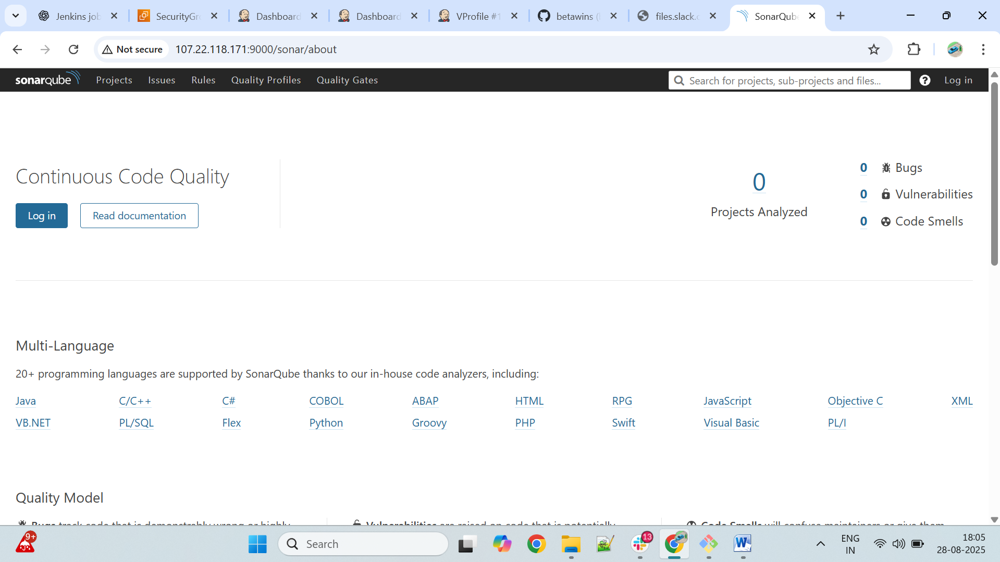 Jenkins job
SecurityGro
Dashboard
Dashboard
VProfile #1
betawins (
files.slack.c
SonarQube
Not secure
107.22.118.171:9000/sonar/about
sonarqube
Projects
Issues
Rules
Quality Profiles
Quality Gates
Search for projects, sub-projects and files...
Log in
Continuous Code Quality
Log in
Read documentation
0
Projects Analyzed
0 Bugs
0 Vulnerabilities
0 Code Smells
Multi-Language
20+ programming languages are supported by SonarQube thanks to our in-house code analyzers, including:
Java C/C++ C# COBOL ABAP HTML RPG JavaScript Objective C XML
VB.NET PL/SQL Flex Python Groovy PHP Swift Visual Basic PL/I
Quality Model
Bugs track code that is demonstrably wrong or highly
Vulnerabilities are raised on code that is potentially
Code Smells will confuse maintainers or give them
9+
Search
13
ENG
IN
18:05
28-08-2025